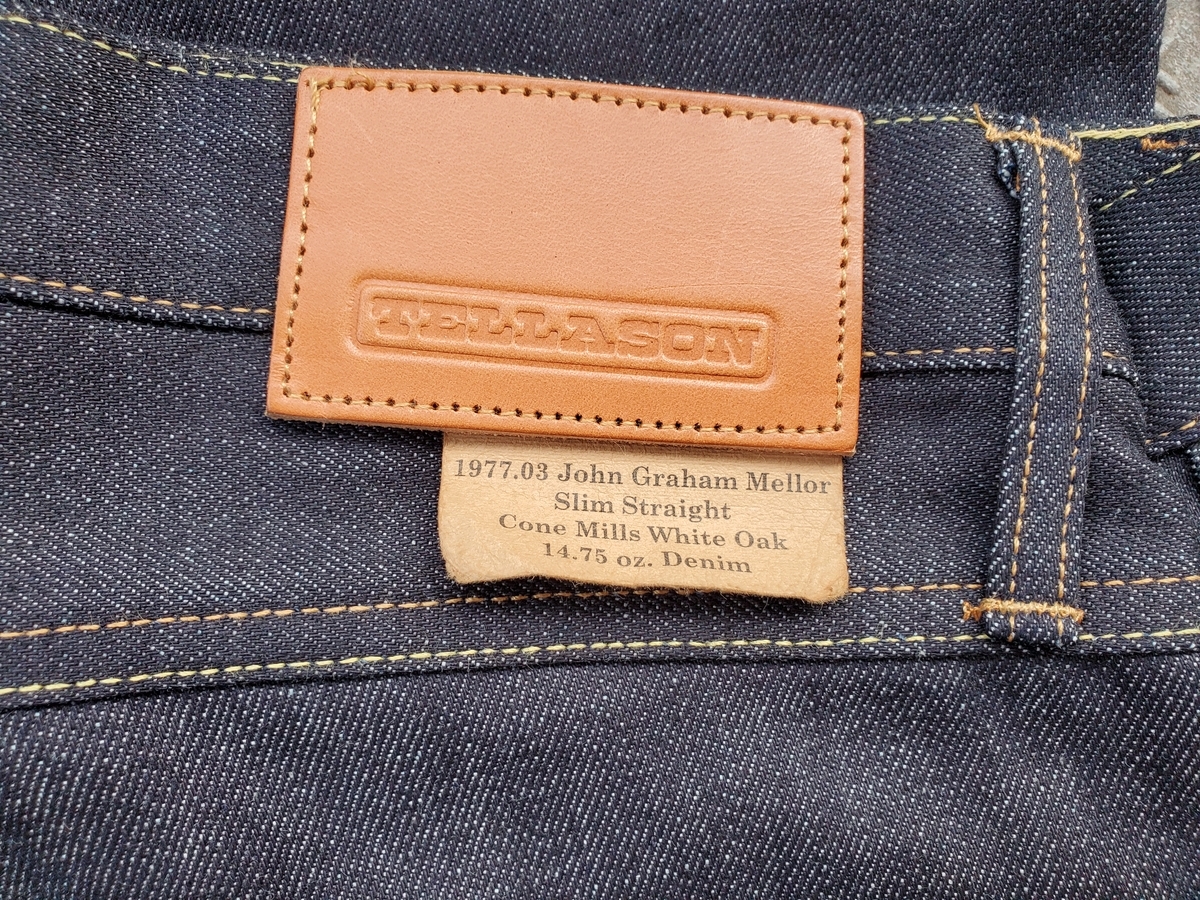 TELLASON
1977.03 John Graham Mellor
Slim Straight
Cone Mills White Oak
14.75 oz. Denim